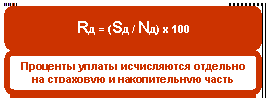 Rд = (Sд / Nд) х 100
Проценты уплаты исчисляются отдельно
на страховую и накопительную часть